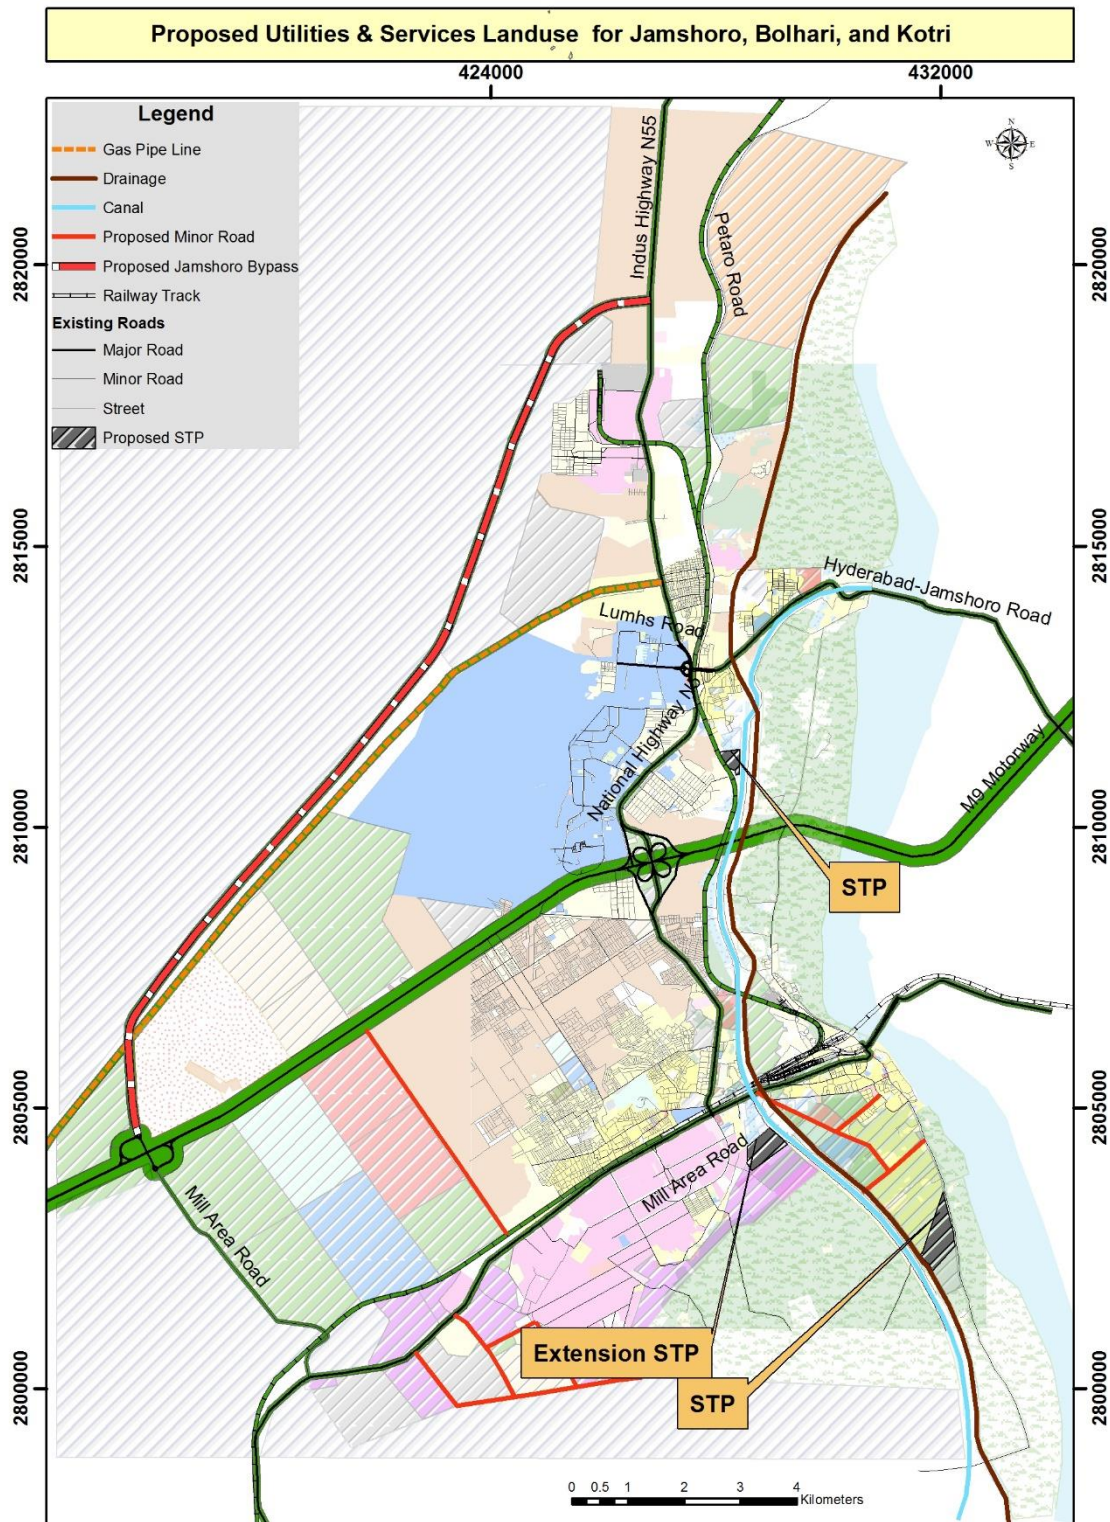 Proposed Utilities & Services Landuse for Jamshoro, Bolhari, and Kotri
424000
432000
Legend
Gas Pipe Line
Drainage
Canal
Proposed Minor Road
Proposed Jamshoro Bypass
Railway Track
Existing Roads
Major Road
Minor Road
Street
Proposed STP
N
W
E
S
Indus Highway N55
Petaro Road
2820000
2820000
2815000
2815000
Hyderabad-Jamshoro Road
Lumhs Road
National Highway
M9 Motorway
2810000
2810000
STP
2805000
2805000
Mill Area Road
Mill Area Road
Extension STP
STP
2800000
2800000
0 0.5 1 2 3 4
Kilometers